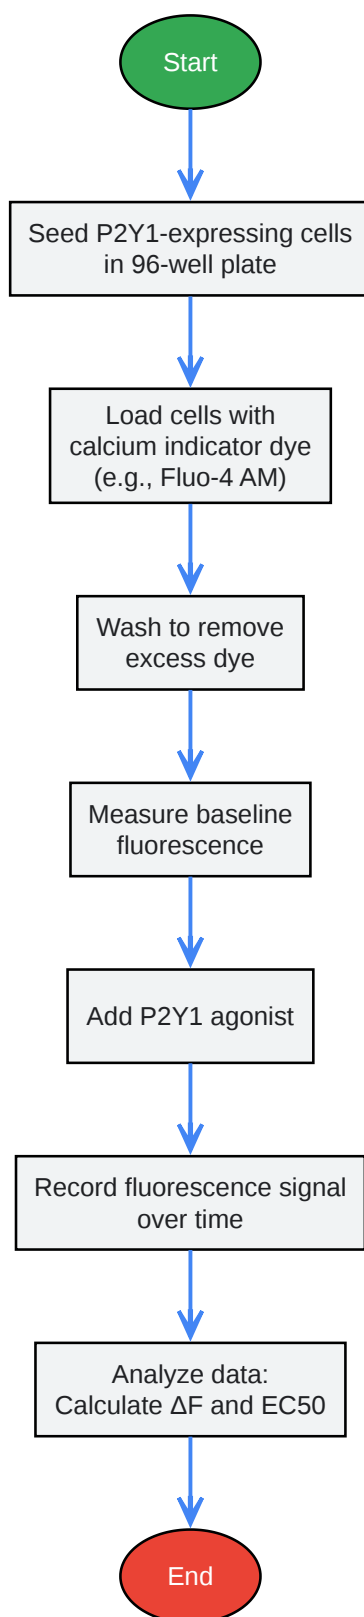 Start
Seed P2Y1-expressing cells
in 96-well plate
Load cells with
calcium indicator dye
(e.g., Fluo-4 AM)
Wash to remove
excess dye
Measure baseline
fluorescence
Add P2Y1 agonist
Record fluorescence signal
over time
Analyze data:
Calculate ΔF and EC50
End